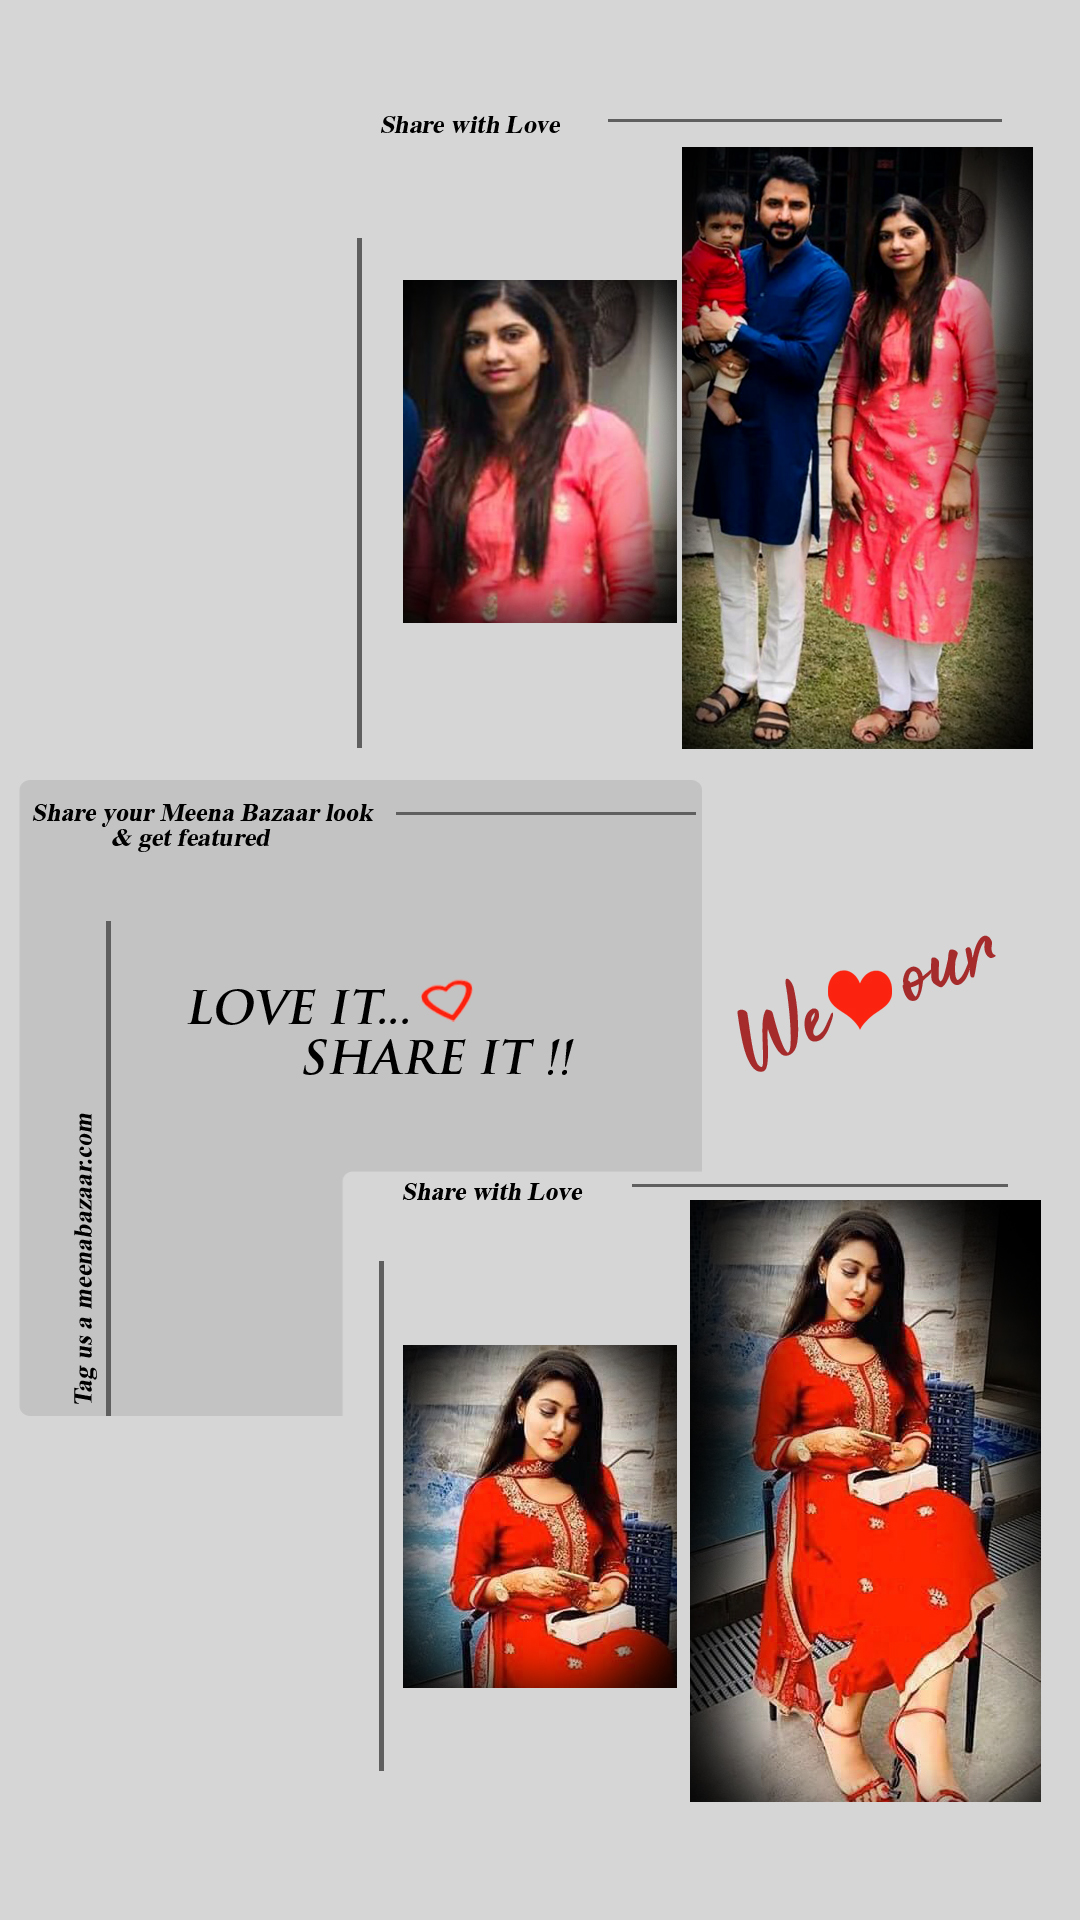 Share with Love
Share your Meena Bazaar look
& get featured
LOVE IT...
SHARE IT !!
We our
Tag us a meenabazaar.com
Share with Love